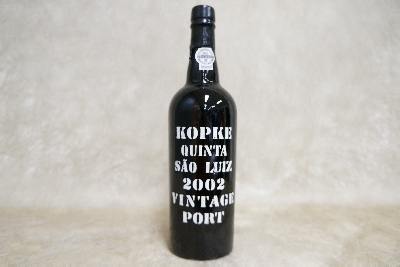 KOPKE
QUINTA
SÃO LUIZ
2002
VINTAGE
PORT